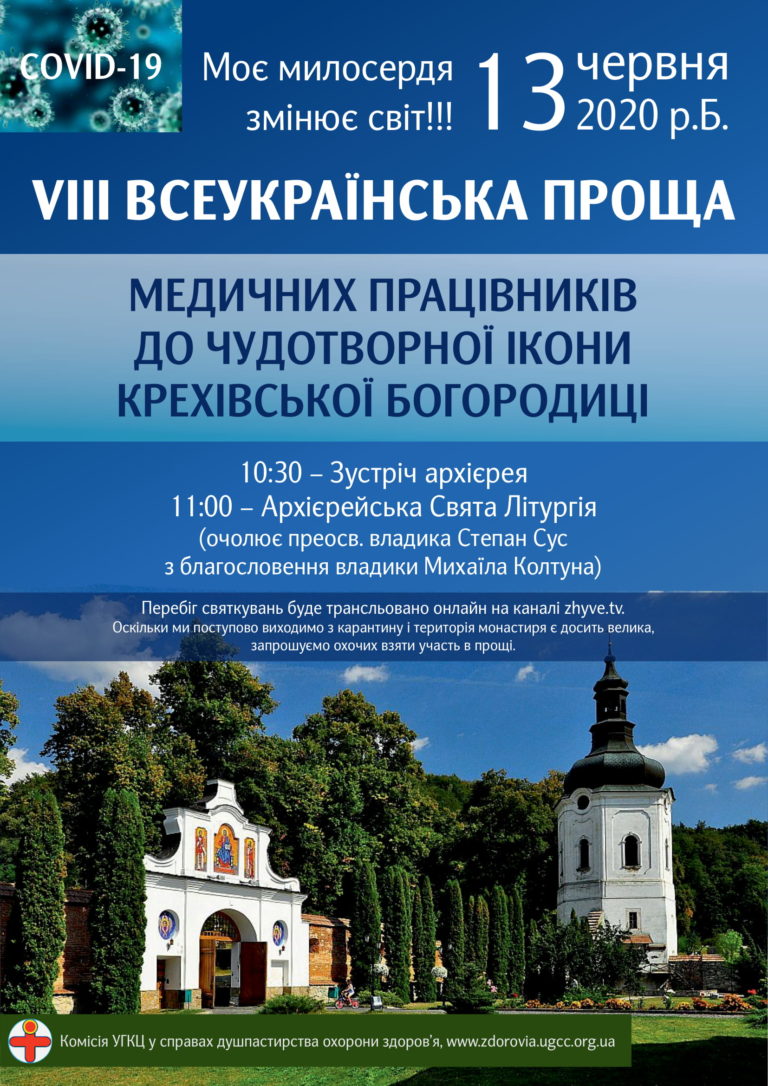 COVID-19
Моє милосердя
змінює світ!!!
13 червня
2020 р.Б.
VIII ВСЕУКРАЇНСЬКА ПРОЩА
МЕДИЧНИХ ПРАЦІВНИКІВ
ДО ЧУДОТВОРНОЇ ІКОНИ
КРЕХІВСЬКОЇ БОГОРОДИЦІ
10:30 – Зустріч архієрея
11:00 – Архієрейська Свята Літургія
(очолює преосв. владика Степан Сус
з благословення владики Михаїла Колтуна)
Перебіг святкувань буде трансльовано онлайн на каналі zhyve.tv.
Оскільки ми поступово виходимо з карантину і територія монастиря є досить велика,
запрошуємо охочих взяти участь в прощі.
Комісія УГКЦ у справах душпастирства охорони здоров'я, www.zdorovia.ugcc.org.ua